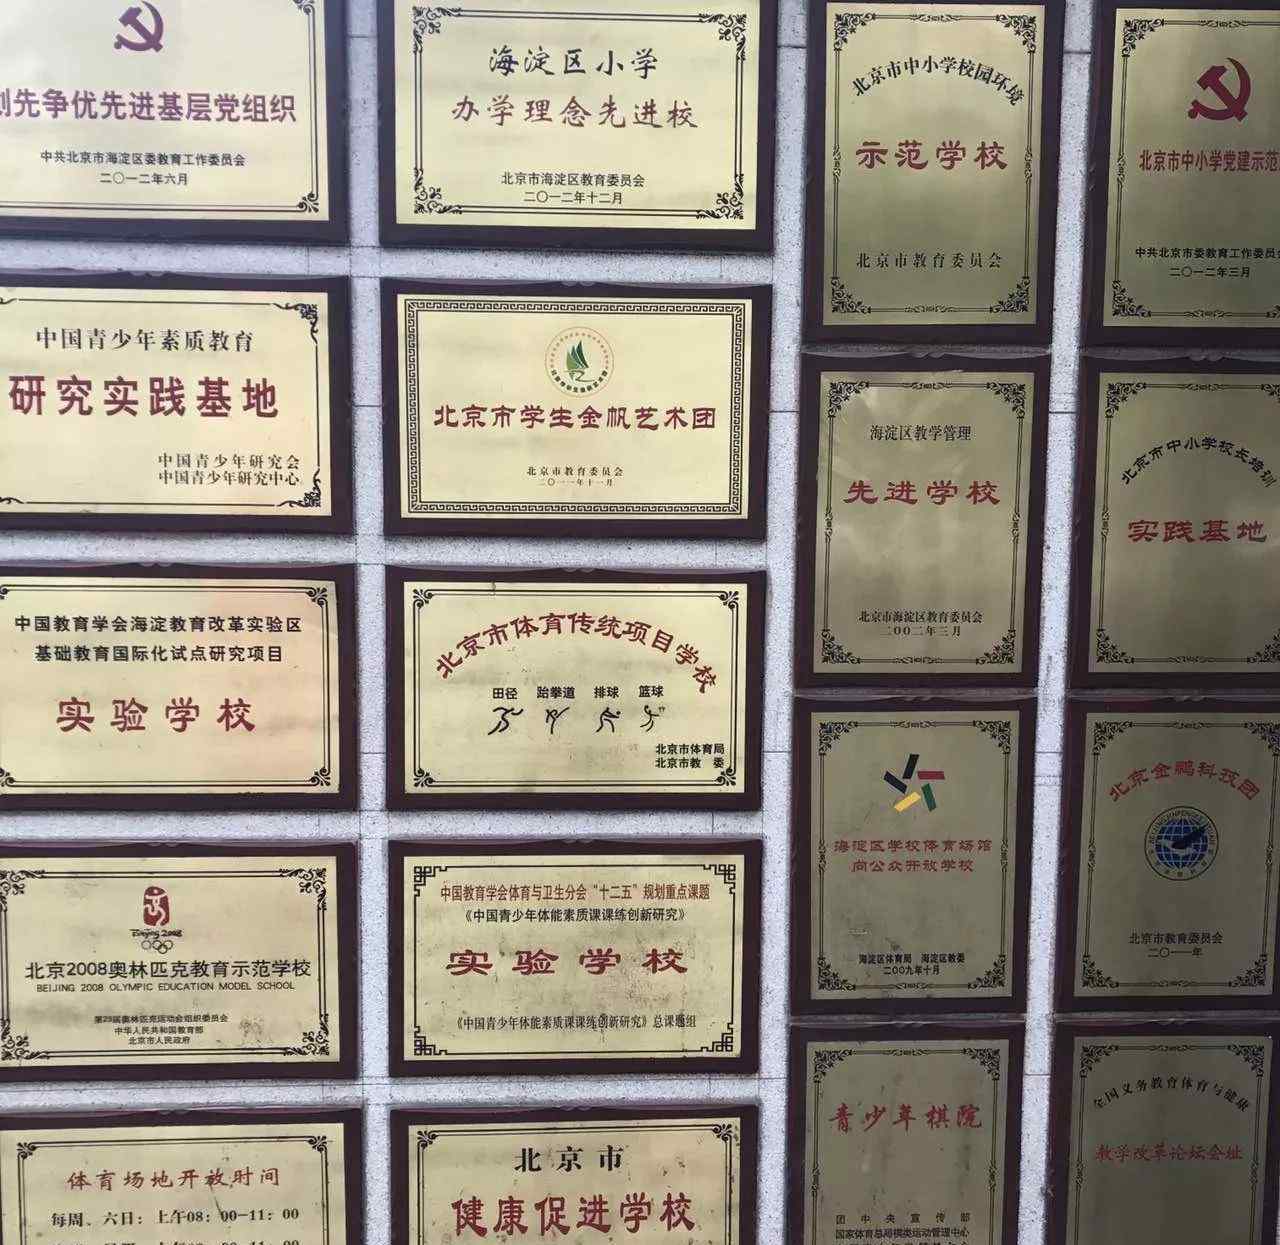 创先争优先进基层党组织
中共北京市海淀区委教育工作委员会
二〇一二年六月
海淀区小学
办学理念先进校
北京市海淀区教育委员会
二〇一二年十二月
北京市中小学校园环境
示范学校
北京市教育委员会
北京市中小学党建示范
中共北京市委教育工作委员会
二〇一二年三月
中国青少年素质教育
研究实践基地
中国青少年研究会
中国青少年研究中心
北京市学生金帆艺术团
北京市教育委员会
二〇一一年十一月
海淀区教学管理
先进学校
北京市海淀区教育委员会
二〇〇二年三月
北京市中小学校长培训
实践基地
中国教育学会海淀教育改革实验区
基础教育国际化试点研究项目
实验学校
北京市体育传统项目学校
田径 跆拳道 排球 篮球
北京市体育局
北京市教 委
海淀区学校体育场馆
向公众开放学校
海淀区体育局 海淀区教委
二00九年十月
北京金鹏科技团
北京市教育委员会
二〇一一年
Beijing 2008
北京2008奥林匹克教育示范学校
BEIJING 2008 OLYMPIC EDUCATION MODEL SCHOOL
第29届奥林匹克运动会组织委员会
中华人民共和国教育部
北京市人民政府
中国教育学会体育与卫生分会“十二五”规划重点课题
《中国青少年体能素质课课练创新研究》
实验学校
《中国青少年体能素质课课练创新研究》总课题组
青少年棋院
团中央宣传部
国家体育总局棋类运动管理中心
全国义务教育体育与健康
教学改革论坛会址
体育场地开放时间
每周、六日：上午08：00-11：00
北京市
健康促进学校